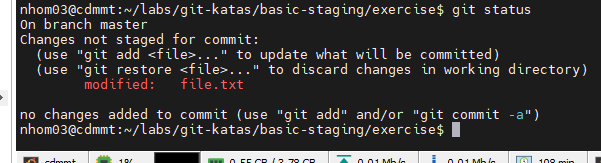 nhom03@cdmmt:~/labs/git-katas/basic-staging/exercise$ git status
On branch master
Changes not staged for commit:
  (use "git add <file>..." to update what will be committed)
  (use "git restore <file>..." to discard changes in working directory)
        modified:   file.txt

no changes added to commit (use "git add" and/or "git commit -a")
nhom03@cdmmt:~/labs/git-katas/basic-staging/exercise$
cdmmt 1% 0.55 GB / 3.78 GB 0.01 Mb/s 0.01 Mb/s 108 min